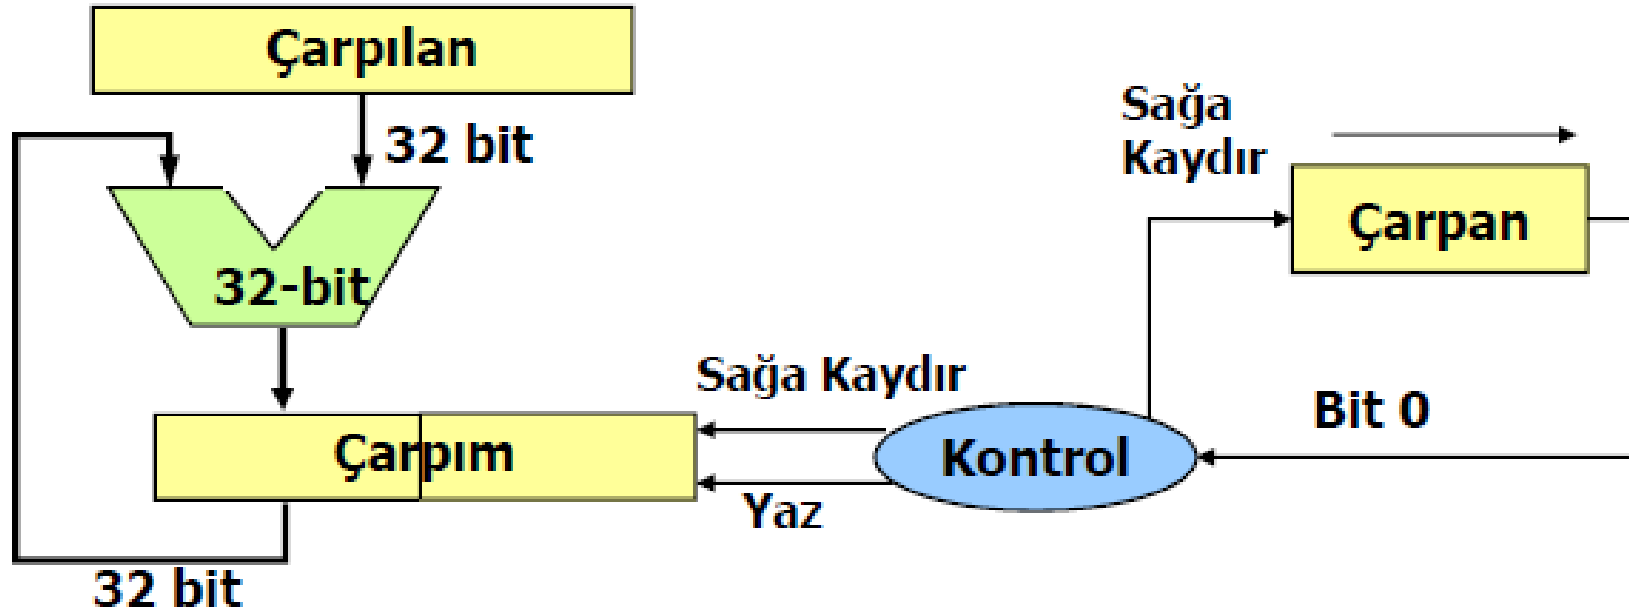 Çarpılan
32 bit
Sağa
Kaydır
Çarpan
32-bit
Sağa Kaydır
Bit 0
Çarpım
Kontrol
Yaz
32 bit